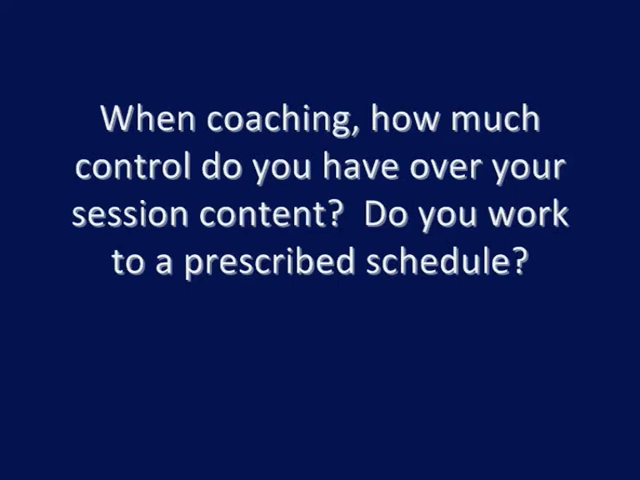 When coaching, how much
control do you have over your
session content?  Do you work
to a prescribed schedule?